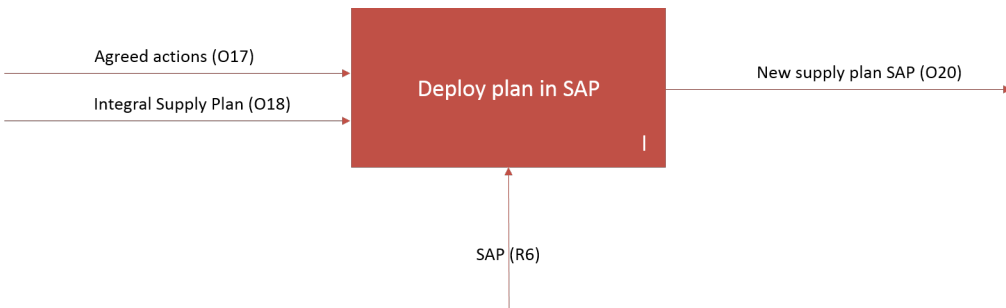 Agreed actions (O17)
Integral Supply Plan (O18)
Deploy plan in SAP
I
New supply plan SAP (O20)
SAP (R6)